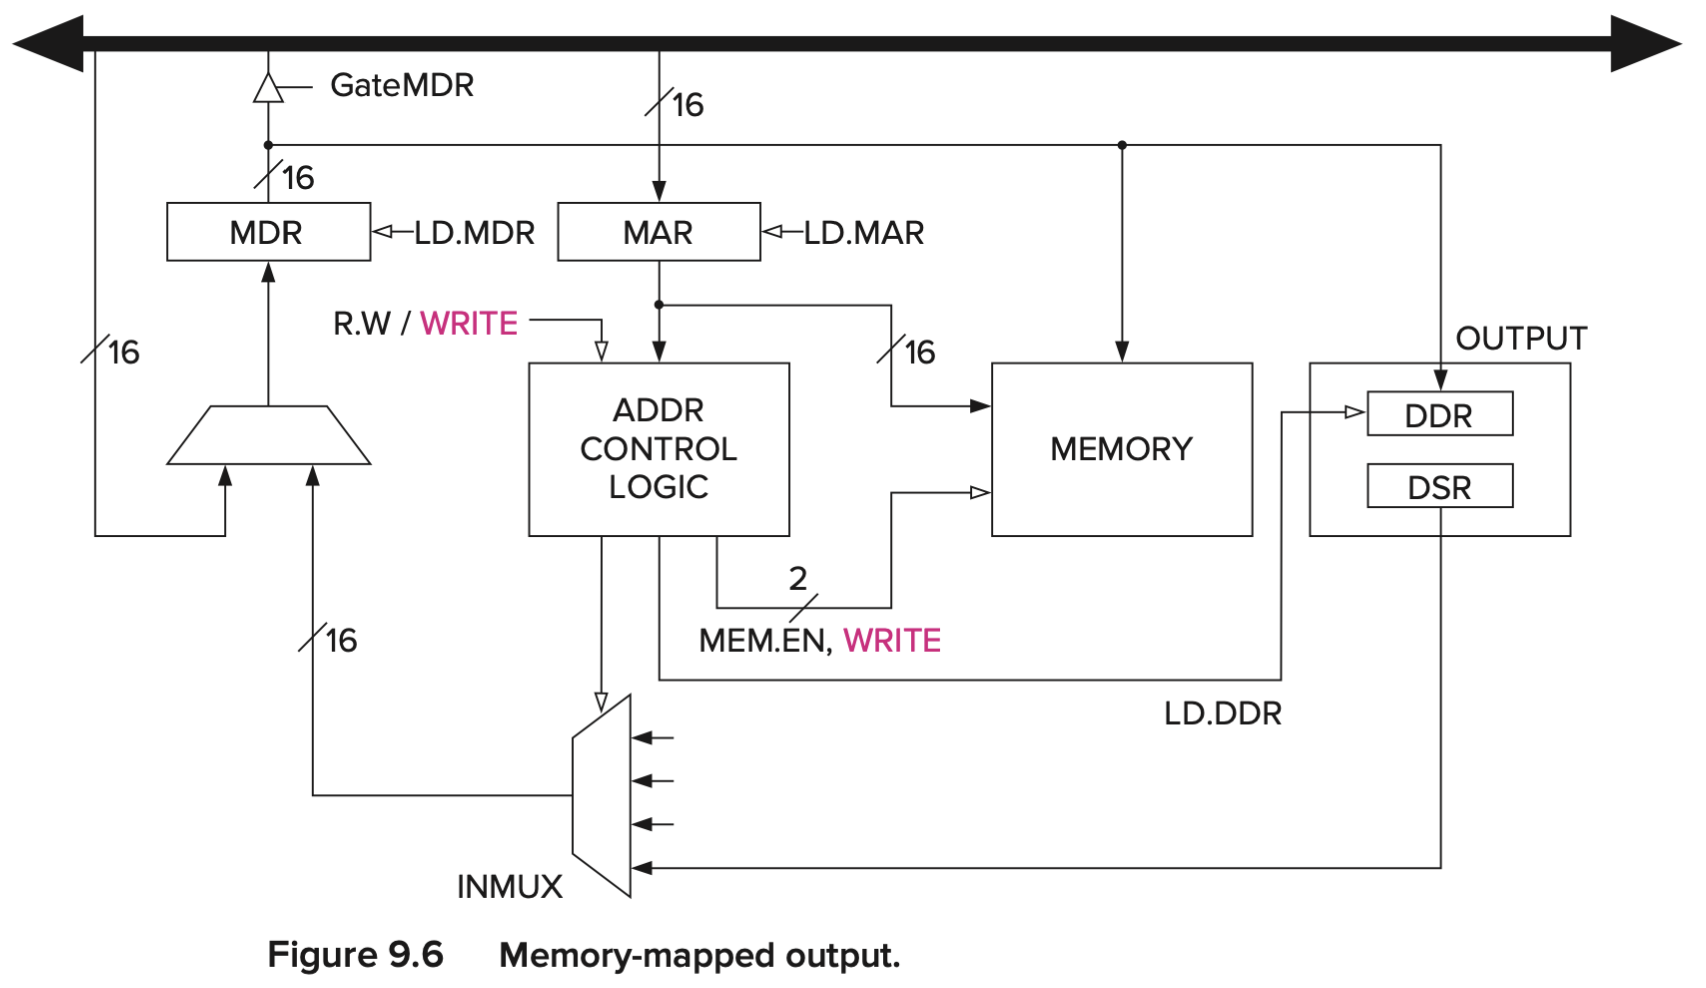 GateMDR
16
16
MDR
LD.MDR
MAR
LD.MAR
R.W / WRITE
16
16
OUTPUT
ADDR
CONTROL
LOGIC
MEMORY
DDR
DSR
2
MEM.EN, WRITE
16
LD.DDR
INMUX
Figure 9.6 Memory-mapped output.